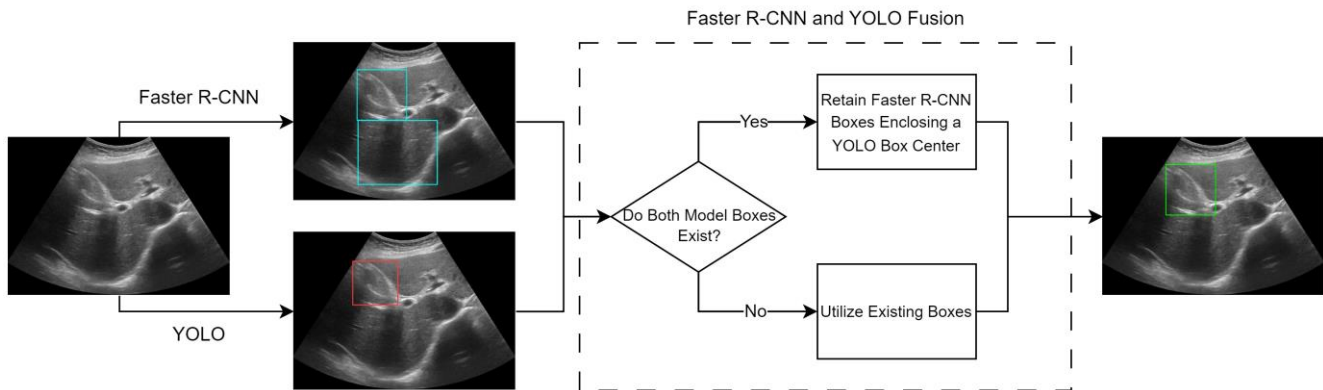 Faster R-CNN and YOLO Fusion
Faster R-CNN
YOLO
Do Both Model Boxes
Exist?
Yes
No
Retain Faster R-CNN
Boxes Enclosing a
YOLO Box Center
Utilize Existing Boxes